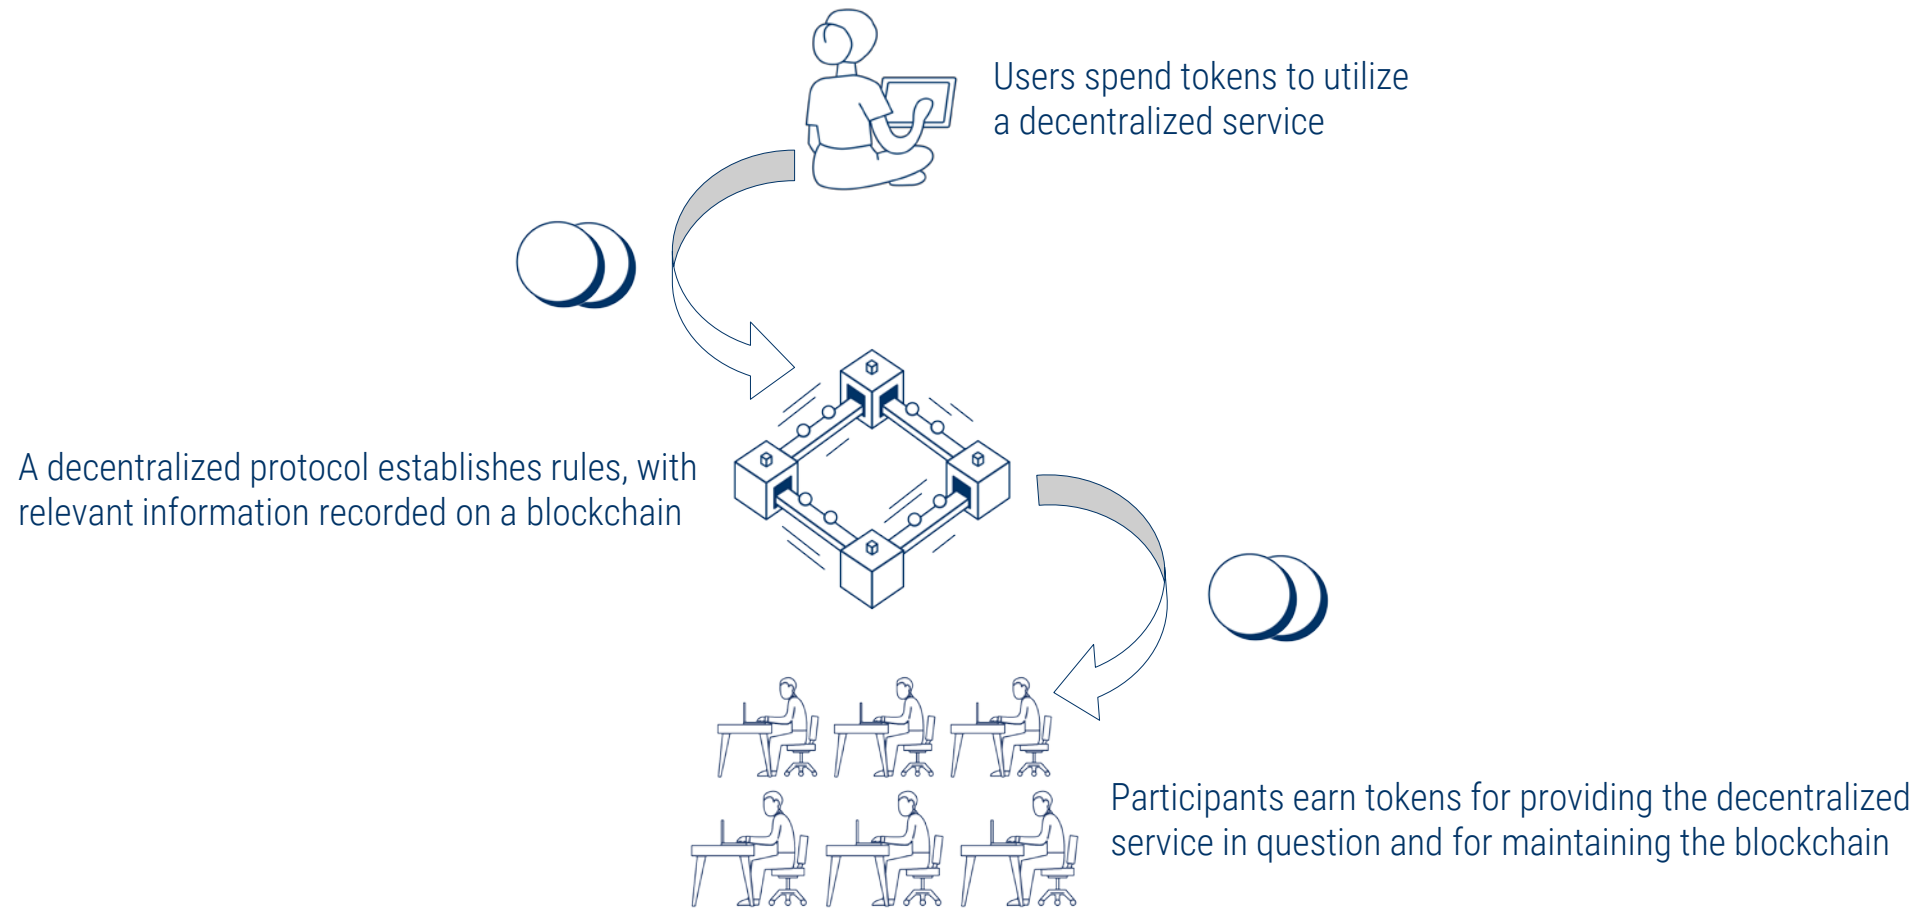 Users spend tokens to utilize
a decentralized service
A decentralized protocol establishes rules, with
relevant information recorded on a blockchain
Participants earn tokens for providing the decentralized
service in question and for maintaining the blockchain